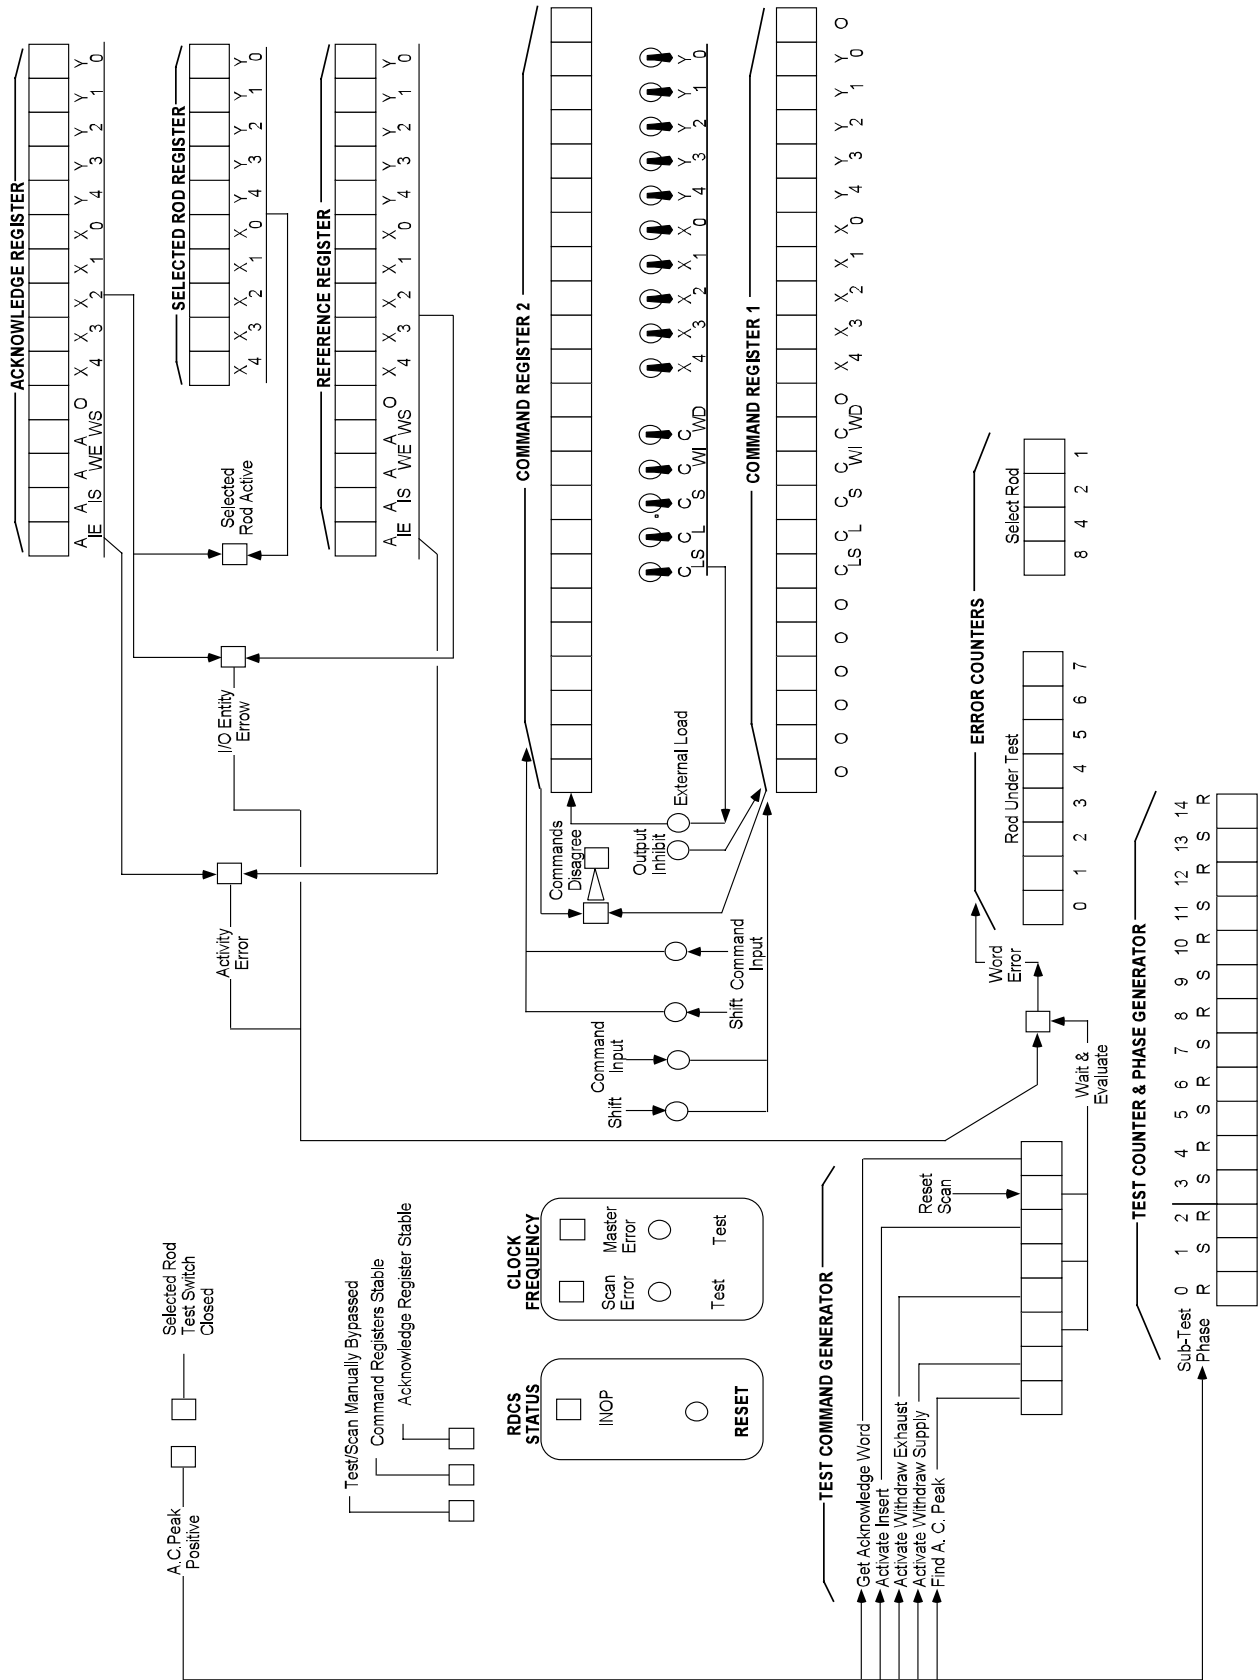 A.C.Peak
Positive
Selected Rod
Test Switch
Closed
Activity
Error
I/O Entity
Errow
Selected
Rod Active
ACKNOWLEDGE REGISTER
A IE A IS A WE A WS O X 4 X 3 X 2 X 1 X 0 Y 4 Y 3 Y 2 Y 1 Y 0
SELECTED ROD REGISTER
X 4 X 3 X 2 X 1 X 0 Y 4 Y 3 Y 2 Y 1 Y 0
REFERENCE REGISTER
A IE A IS A WE A WS O X 4 X 3 X 2 X 1 X 0 Y 4 Y 3 Y 2 Y 1 Y 0
Test/Scan Manually Bypassed
Command Registers Stable
Acknowledge Register Stable
RDCS
STATUS
INOP
RESET
CLOCK
FREQUENCY
Scan
Error
Master
Error
Test
Test
Shift
Command
Input
Shift
Command
Input
Commands
Disagree
Output
Inhibit
External Load
COMMAND REGISTER 2
C LS C L C S C WI C WD X 4 X 3 X 2 X 1 X 0 Y 4 Y 3 Y 2 Y 1 Y 0
COMMAND REGISTER 1
O O O O O O C LS C L C S C WI C WD O X 4 X 3 X 2 X 1 X 0 Y 4 Y 3 Y 2 Y 1 Y 0 O
TEST COMMAND GENERATOR
Get Acknowledge Word
Activate Insert
Activate Withdraw Exhaust
Activate Withdraw Supply
Find A. C. Peak
Reset
Scan
Wait &
Evaluate
Word
Error
ERROR COUNTERS
Rod Under Test
0 1 2 3 4 5 6 7
Select Rod
8 4 2 1
TEST COUNTER & PHASE GENERATOR
Sub-Test 0 1 2 3 4 5 6 7 8 9 10 11 12 13 14
Phase R S R S R S R S R S R S R S R